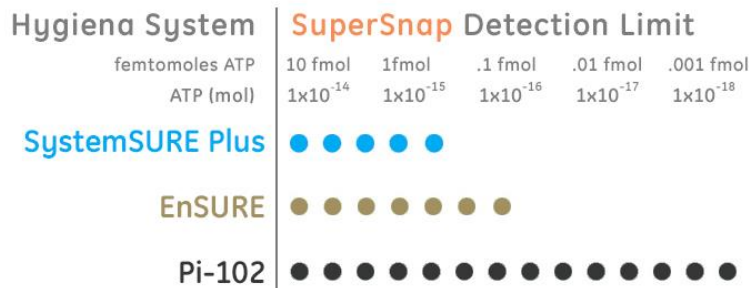 Hygiena System SuperSnap Detection Limit
femtomoles ATP 10 fmol 1fmol .1 fmol .01 fmol .001 fmol
ATP (mol) 1x10⁻¹⁴ 1x10⁻¹⁵ 1x10⁻¹⁶ 1x10⁻¹⁷ 1x10⁻¹⁸
SystemSURE Plus
EnSURE
Pi-102